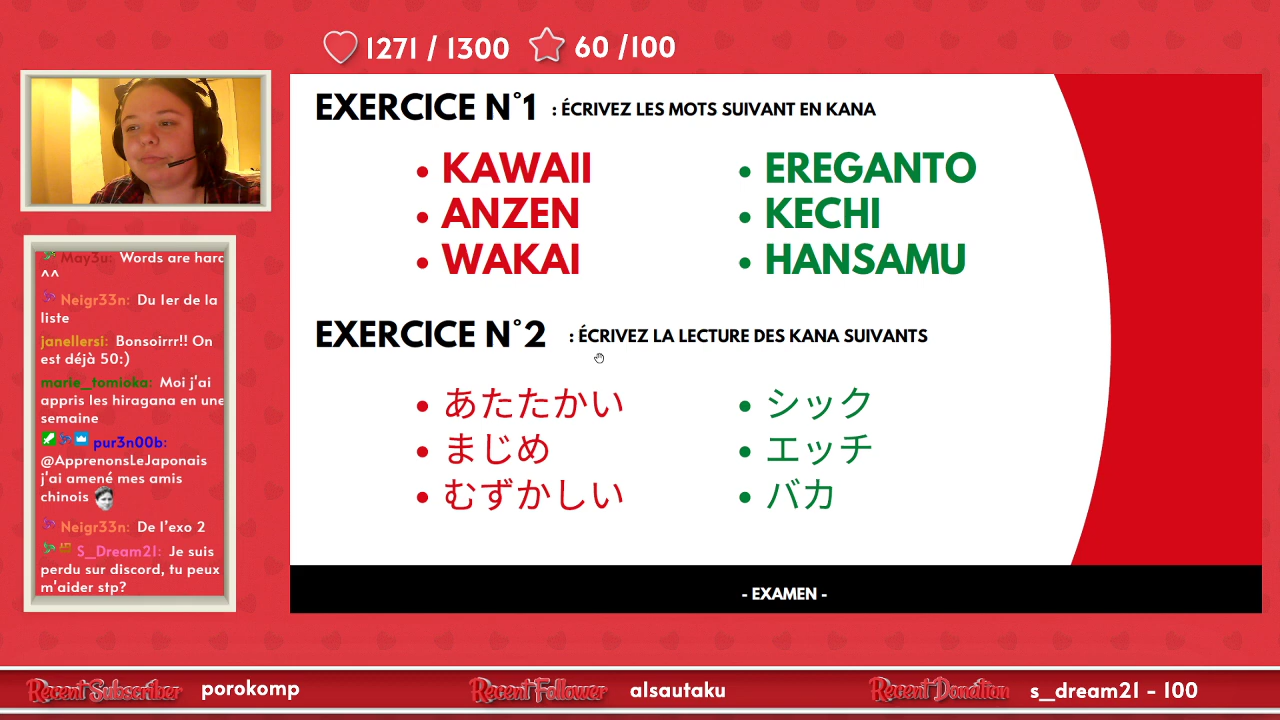 1271 / 1300 60 /100
EXERCICE N°1 : ÉCRIVEZ LES MOTS SUIVANT EN KANA
• KAWAII
• ANZEN
• WAKAI
• EREGANTO
• KECHI
• HANSAMU
EXERCICE N°2 : ÉCRIVEZ LA LECTURE DES KANA SUIVANTS
• あたたかい
• まじめ
• むずかしい
• シック
• エッチ
• バカ
- EXAMEN -
May3u: Words are hard
^^
Neigr33n: Du 1er de la
liste
janellersi: Bonsoirrr!! On
est déjà 50:)
marie_tomioka: Moi j'ai
appris les hiragana en une
semaine
pur3n00b:
@ApprenonsLeJaponais
j'ai amené mes amis
chinois
Neigr33n: De l'exo 2
S_Dream21: Je suis
perdu sur discord, tu peux
m'aider stp?
Recent Subscriber porokomp
Recent Follower alsautaku
Recent Donation s_dream21 - 100